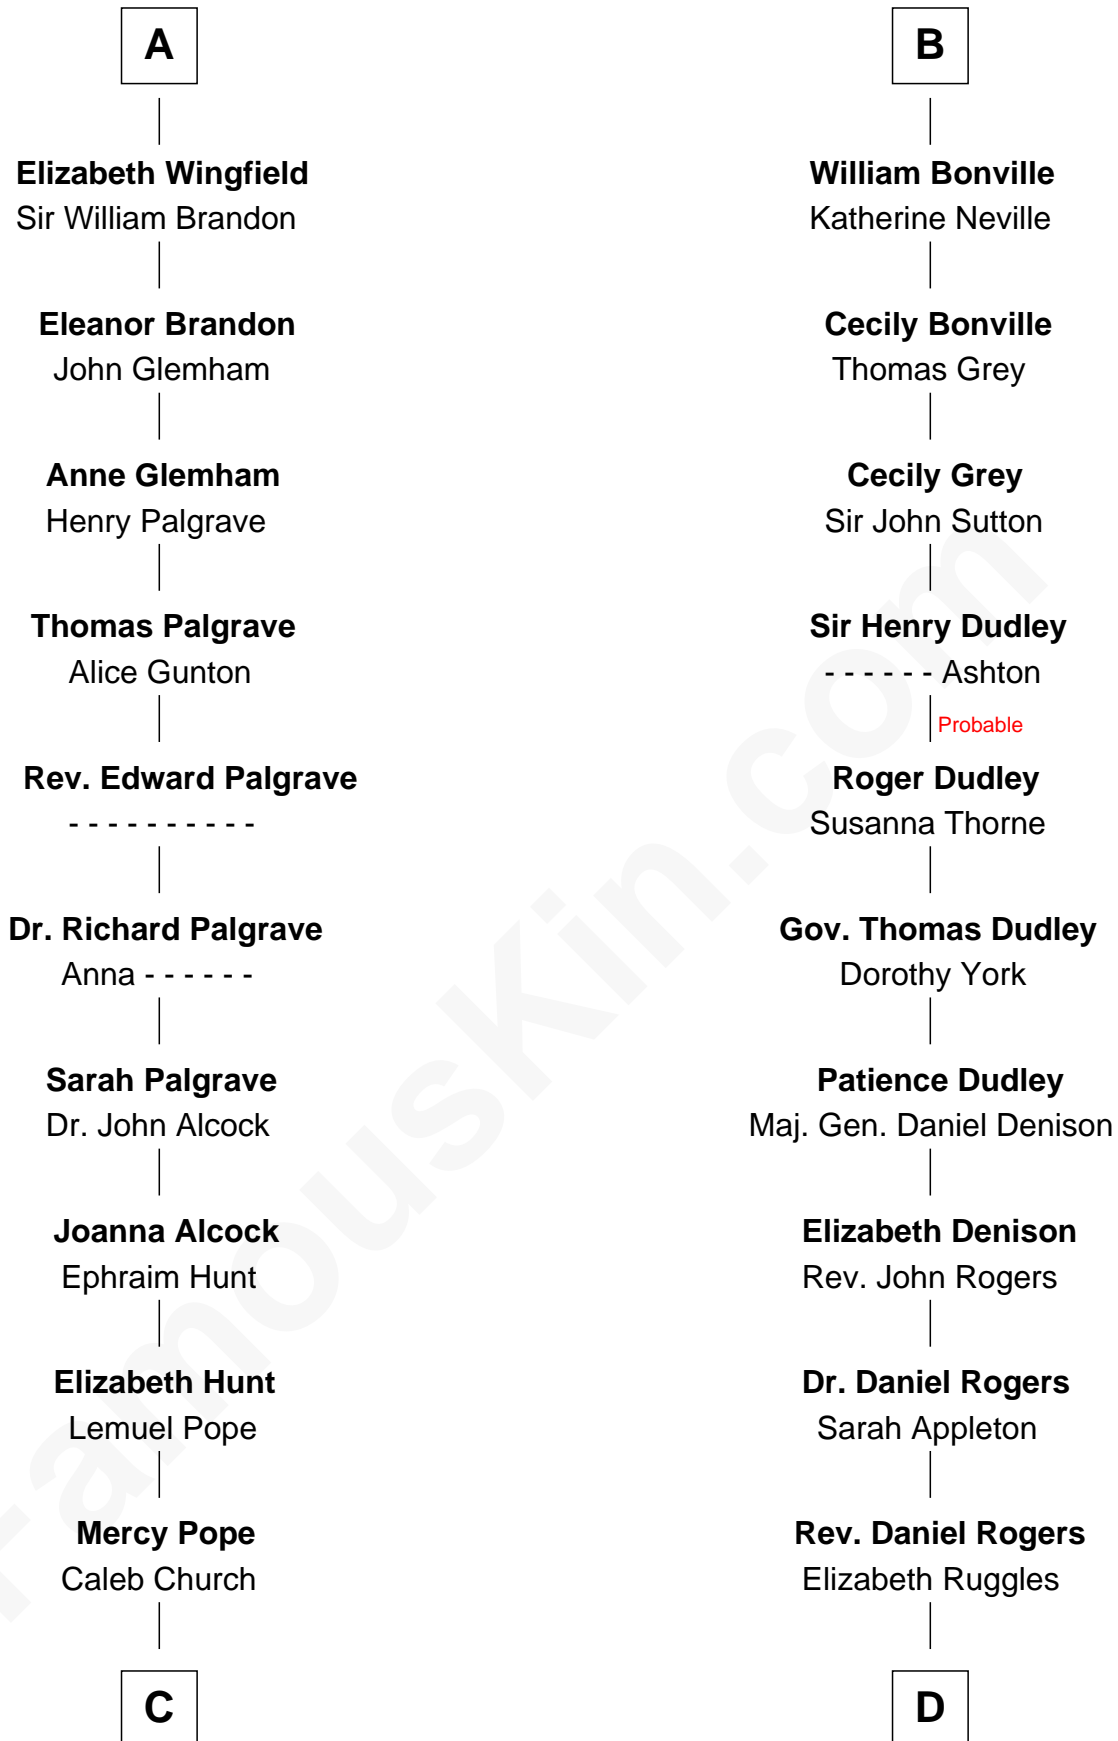 A
Elizabeth Wingfield
Sir William Brandon
Eleanor Brandon
John Glemham
Anne Glemham
Henry Palgrave
Thomas Palgrave
Alice Gunton
Rev. Edward Palgrave
- - - - - - - - - -
Dr. Richard Palgrave
Anna - - - - - -
Sarah Palgrave
Dr. John Alcock
Joanna Alcock
Ephraim Hunt
Elizabeth Hunt
Lemuel Pope
Mercy Pope
Caleb Church
C
B
William Bonville
Katherine Neville
Cecily Bonville
Thomas Grey
Cecily Grey
Sir John Sutton
Sir Henry Dudley
- - - - - - Ashton
Probable
Roger Dudley
Susanna Thorne
Gov. Thomas Dudley
Dorothy York
Patience Dudley
Maj. Gen. Daniel Denison
Elizabeth Denison
Rev. John Rogers
Dr. Daniel Rogers
Sarah Appleton
Rev. Daniel Rogers
Elizabeth Ruggles
D
FamousKin.com